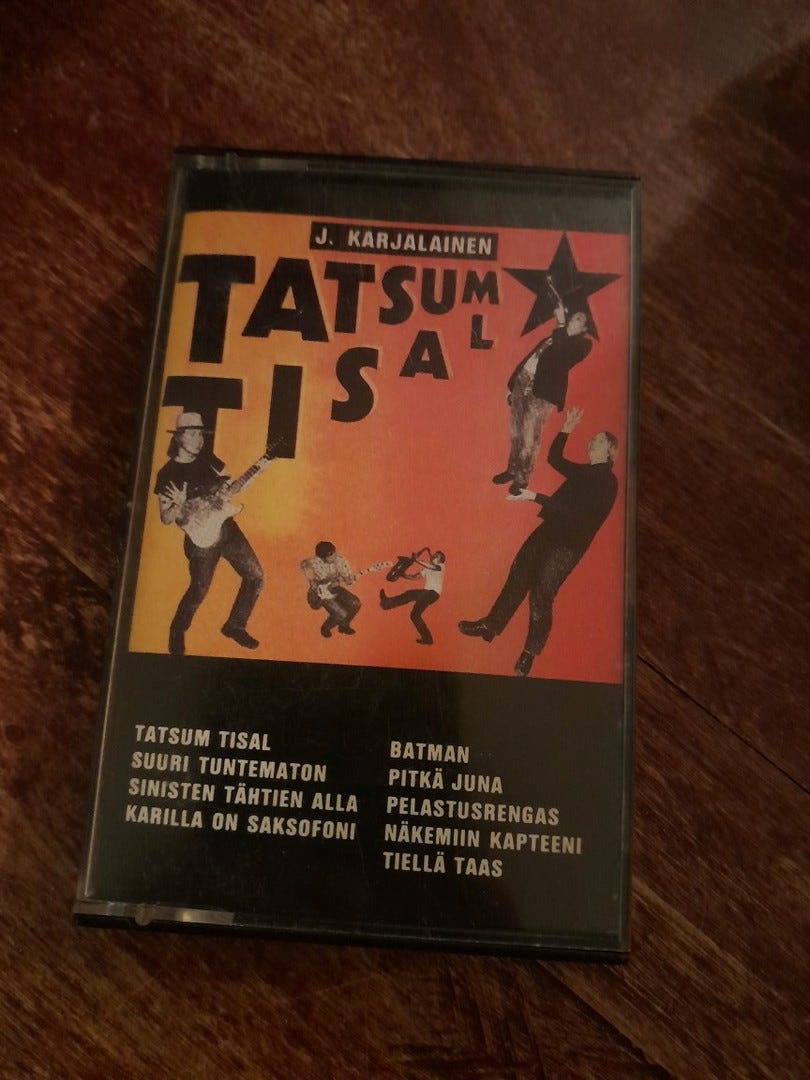 J. KARJALAINEN
TATSUM
TISAL
TATSUM TISAL
SUURI TUNTEMATON
SINISTEN TÄHTIEN ALLA
KARILLA ON SAKSOFONI
BATMAN
PITKÄ JUNA
PELASTUSRENGAS
NÄKEMIIN KAPTEENI
TIELLÄ TAAS